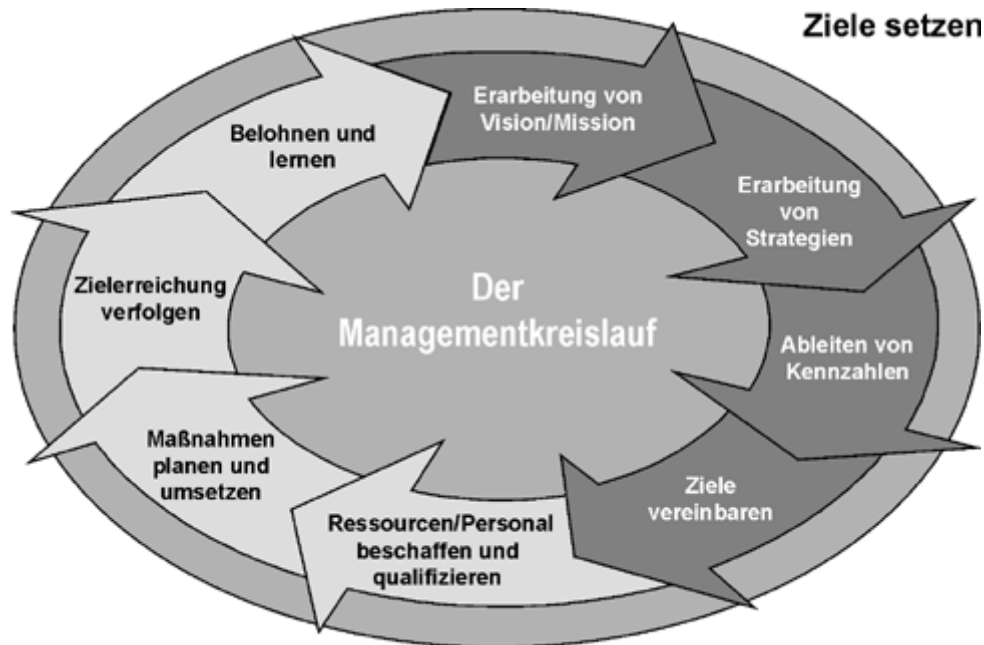 Ziele setzen
Erarbeitung von
Vision/Mission
Erarbeitung
von
Strategien
Ableiten von
Kennzahlen
Ziele
vereinbaren
Ressourcen/Personal
beschaffen und
qualifizieren
Maßnahmen
planen und
umsetzen
Zielerreichung
verfolgen
Belohnen und
lernen
Der
Managementkreislauf